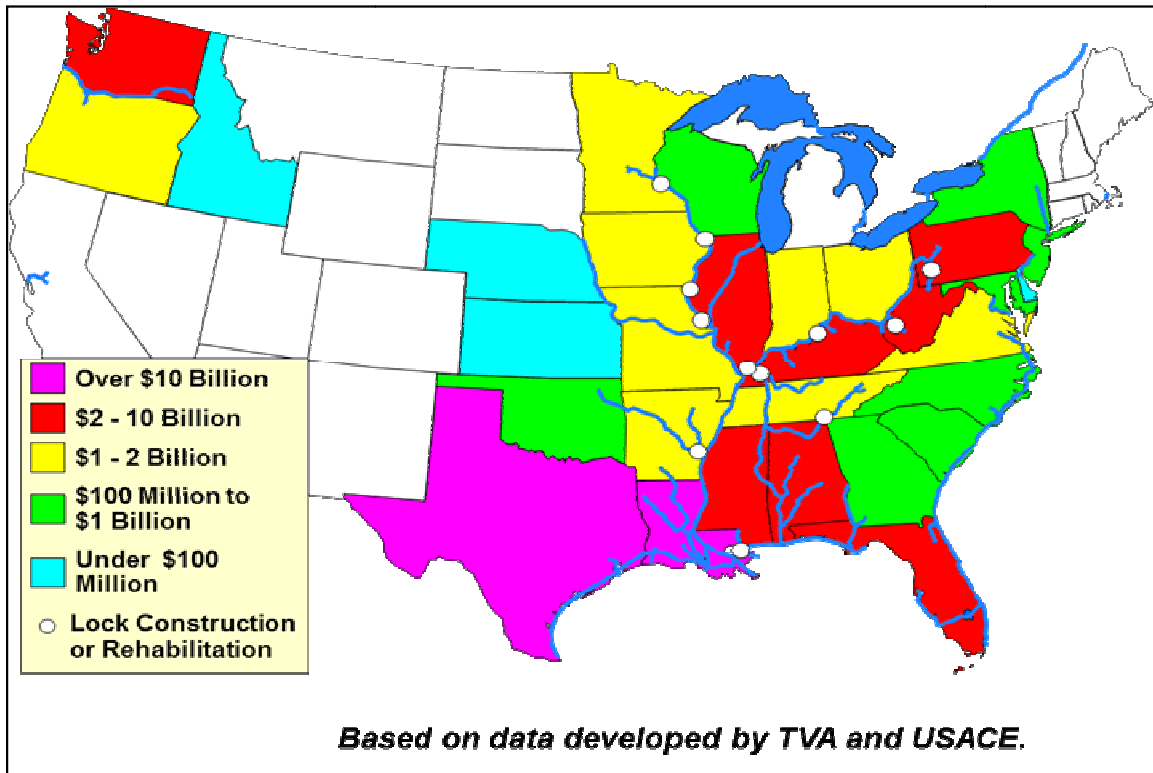 Over $10 Billion
$2 - 10 Billion
$1 - 2 Billion
$100 Million to
$1 Billion
Under $100
Million
Lock Construction
or Rehabilitation
Based on data developed by TVA and USACE.